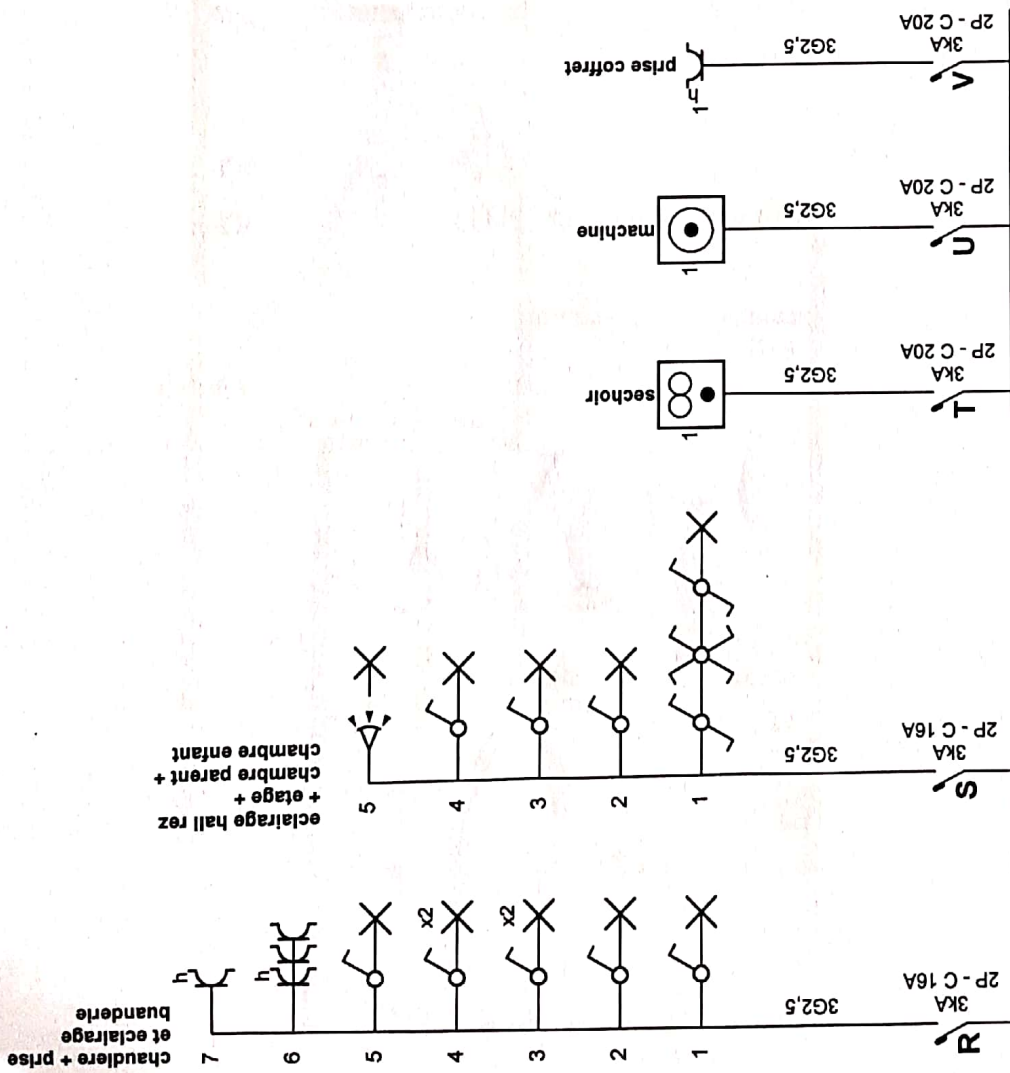 chaudiere + prise
et eclairage
buanderie
7
6
5
4
3
2
1
h
h
x2
x2
3G2,5
R
3kA
2P - C 16A
eclairage hall rez
+ etage +
chambre parent +
chambre enfant
5
4
3
2
1
3G2,5
S
3kA
2P - C 16A
sechoir
1
3G2,5
T
3kA
2P - C 20A
machine
1
3G2,5
U
3kA
2P - C 20A
prise coffret
1
h
3G2,5
V
3kA
2P - C 20A